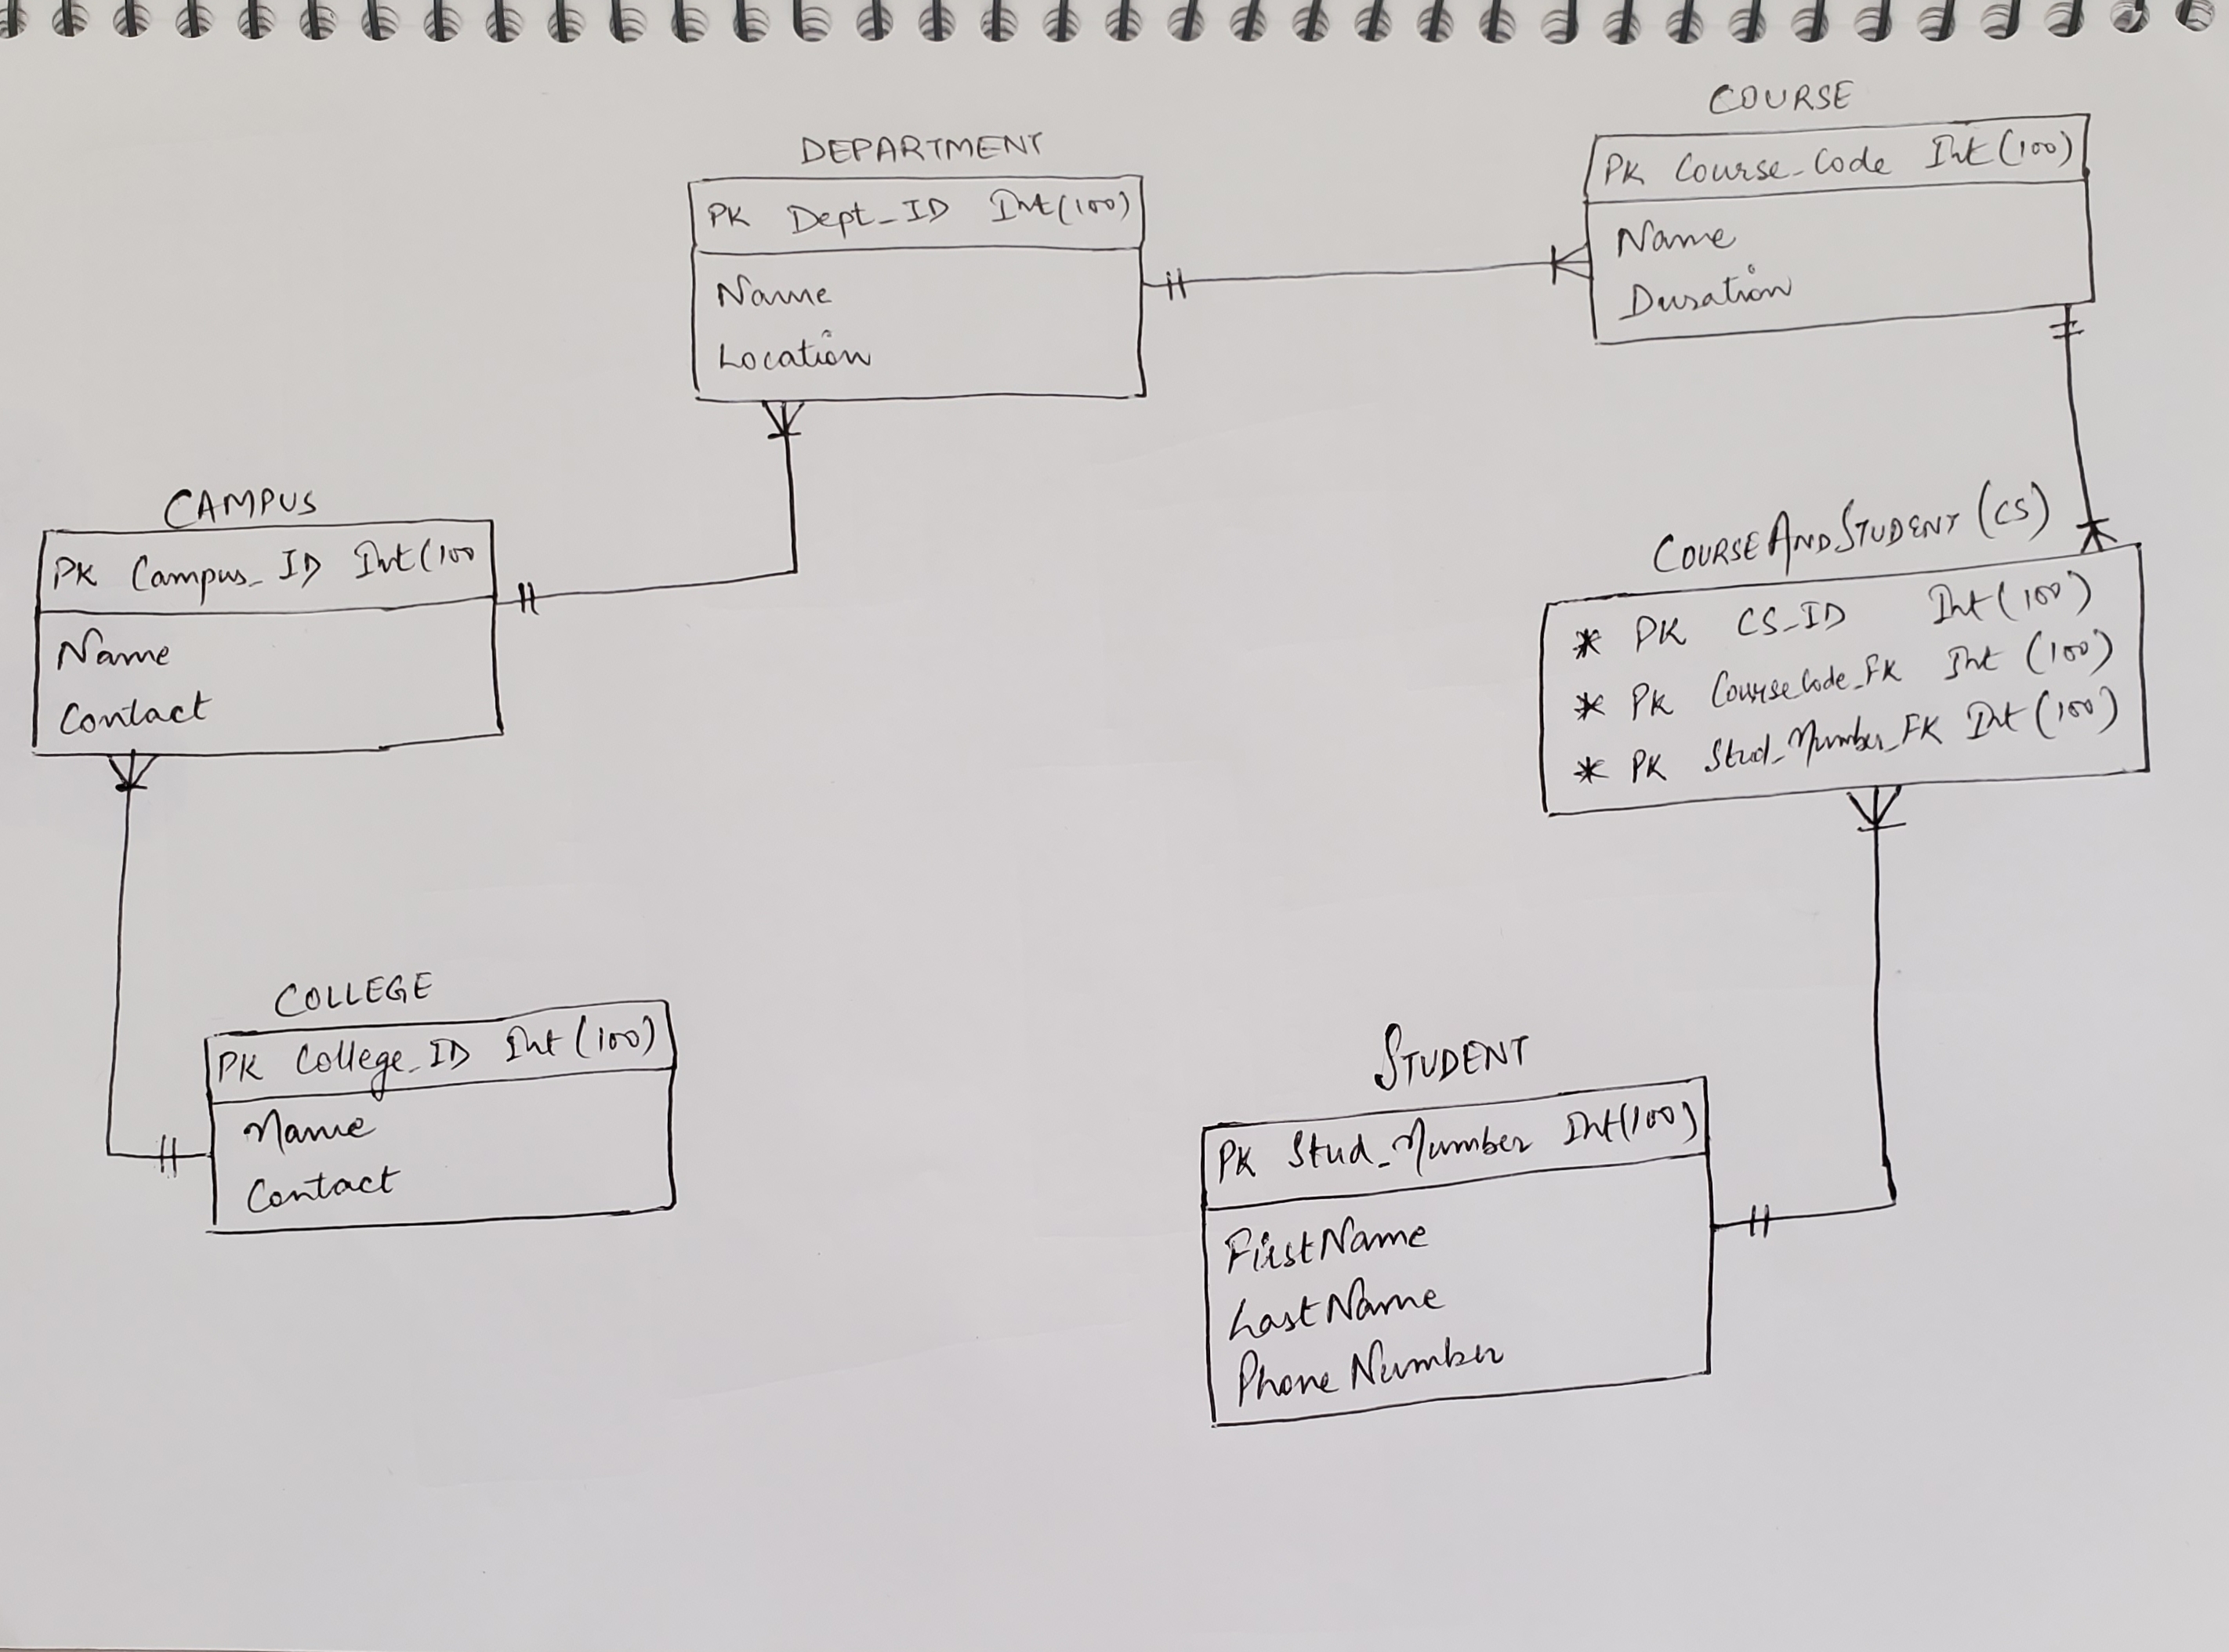 COURSE
PK Course_Code Int(100)
Name
Duration
DEPARTMENT
PK Dept_ID Int(100)
Name
Location
CAMPUS
PK Campus_ID Int(100
Name
Contact
COURSEANDSTUDENT (CS)
* PK CS_ID Int(100)
* PK CourseCode_FK Int (100)
* PK Stud_Number_FK Int(100)
COLLEGE
PK College_ID Int(100)
Name
Contact
STUDENT
PK Stud_Number Int(100)
FirstName
LastName
Phone Number